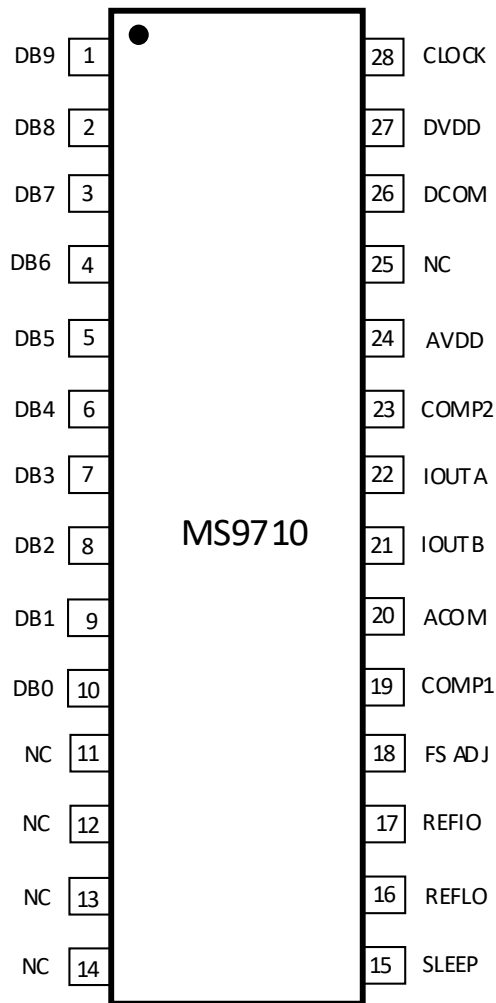 DB9 1 28 CLOCK
DB8 2 27 DVDD
DB7 3 26 DCOM
DB6 4 25 NC
DB5 5 24 AVDD
DB4 6 23 COMP2
DB3 7 22 IOUTA
DB2 8 MS9710 21 IOUTB
DB1 9 20 ACOM
DB0 10 19 COMP1
NC 11 18 FS ADJ
NC 12 17 REFIO
NC 13 16 REFLO
NC 14 15 SLEEP